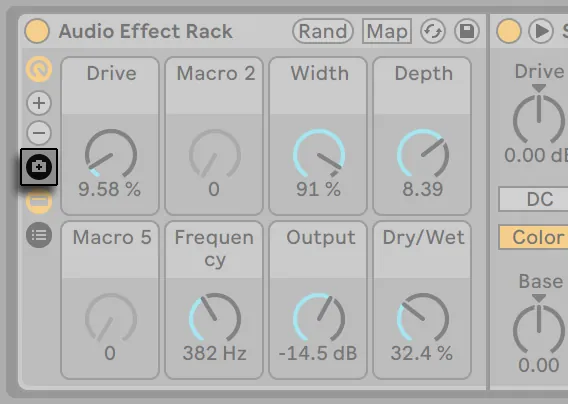 Audio Effect Rack Rand Map
Drive Macro 2 Width Depth
9.58 % 0 91 % 8.39
Macro 5 Frequen Output Dry/Wet
cy
0 382 Hz -14.5 dB 32.4 %
S
Drive
0.00 dB
DC
Color
Base
0.00